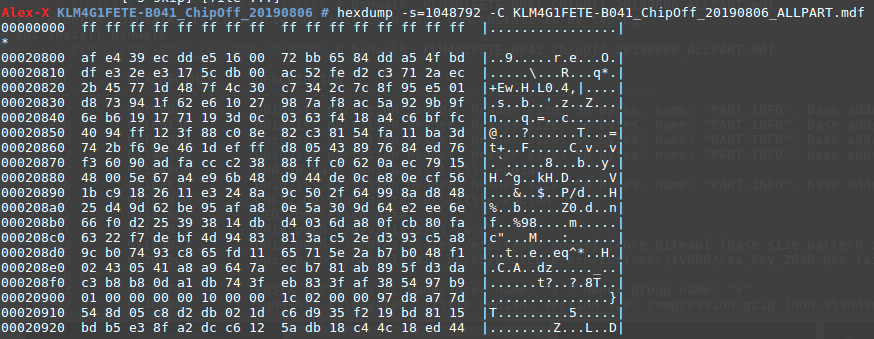 Alex-X KLM4G1FETE-B041_ChipOff_20190806 # hexdump -s=1048792 -C KLM4G1FETE-B041_ChipOff_20190806_ALLPART.mdf
00000000  ff ff ff ff ff ff ff ff  ff ff ff ff ff ff ff ff  |................|
*
00020800  af e4 39 ec dd e5 16 00  72 bb 65 84 dd a5 4f bd  |..9.....r.e...O.|
00020810  df e3 2e e3 17 5c db 00  ac 52 fe d2 c3 71 2a ec  |.....\...R...q*.|
00020820  2b 45 77 1d 48 7f 4c 30  c7 34 2c 7c 8f 95 e5 01  |+Ew.H.L0.4,|....|
00020830  d8 73 94 1f 62 e6 10 27  98 7a f8 ac 5a 92 9b 9f  |.s..b..'.z..Z...|
00020840  6e b6 19 17 71 19 3d 0c  03 63 f4 18 a4 c6 bf fc  |n...q.=..c......|
00020850  40 94 ff 12 3f 88 c0 8e  82 c3 81 54 fa 11 ba 3d  |@...?......T...=|
00020860  74 2b f6 9e 46 1d ef ff  d8 05 43 89 76 84 ed 76  |t+..F.....C.v..v|
00020870  f3 60 90 ad fa cc c2 38  88 ff c0 62 0a ec 79 15  |.`.....8...b..y.|
00020880  48 00 5e 67 a4 e9 6b 48  d9 44 de 0c e8 0e cf 56  |H.^g..kH.D.....V|
00020890  1b c9 18 26 11 e3 24 8a  9c 50 2f 64 99 8a d8 48  |...&..$..P/d...H|
000208a0  25 d4 9d 62 be 95 af a8  0e 5a 30 9d 64 e2 ee 6e  |%..b.....Z0.d..n|
000208b0  66 f0 d2 25 39 38 14 db  d4 03 6d a8 0f cb 80 fa  |f..%98....m.....|
000208c0  63 22 f7 de bf 4d 94 83  81 3a c5 2e d3 93 c5 a8  |c"...M...:......|
000208d0  9c b0 74 93 c8 65 fd 11  65 71 5e 2a b7 b0 48 f1  |..t..e..eq^*..H.|
000208e0  02 43 05 41 a8 a9 64 7a  ec b7 81 ab 89 5f d3 da  |.C.A..dz....._..|
000208f0  c3 b8 b8 0d a1 db 74 3f  eb 83 3f af 38 54 97 b9  |......t?..?.8T..|
00020900  01 00 00 00 00 10 00 00  1c 02 00 00 97 d8 a7 7d  |...............}|
00020910  54 8d 05 c8 d2 db 02 1d  c6 d9 35 f2 19 bd 81 15  |T.........5.....|
00020920  bd b5 e3 8f a2 dc c6 12  5a db 18 c4 4c 18 ed 44  |........Z...L..D|